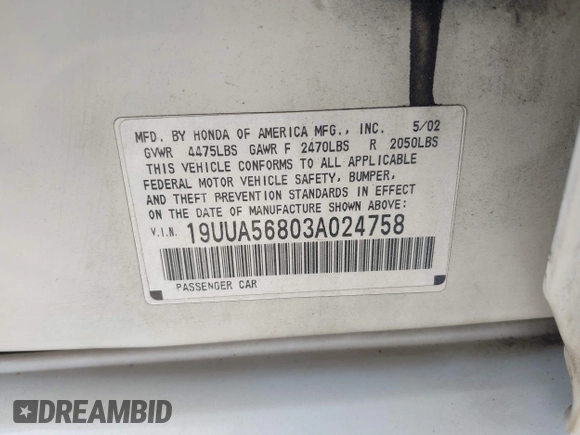 MFD. BY HONDA OF AMERICA MFG., INC. 5/02
GVWR 4475LBS GAWR F 2470LBS R 2050LBS
THIS VEHICLE CONFORMS TO ALL APPLICABLE
FEDERAL MOTOR VEHICLE SAFETY, BUMPER,
AND THEFT PREVENTION STANDARDS IN EFFECT
ON THE DATE OF MANUFACTURE SHOWN ABOVE:
V.I.N. 19UUA56803A024758
PASSENGER CAR
DREAMBID